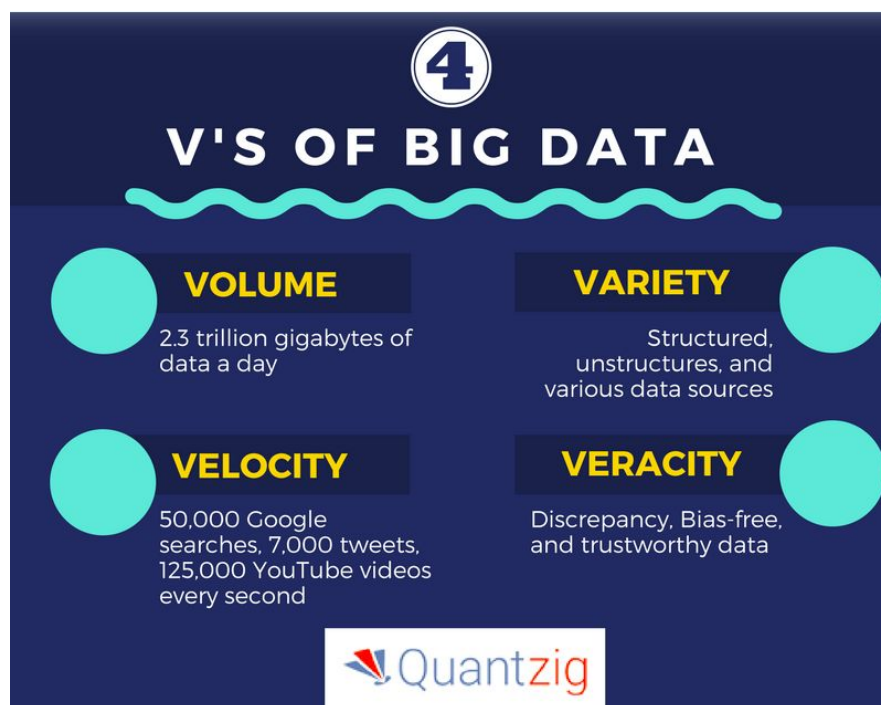 4
V'S OF BIG DATA
VOLUME
2.3 trillion gigabytes of
data a day
VARIETY
Structured,
unstructures, and
various data sources
VELOCITY
50,000 Google
searches, 7,000 tweets,
125,000 YouTube videos
every second
VERACITY
Discrepancy, Bias-free,
and trustworthy data
Quantzig